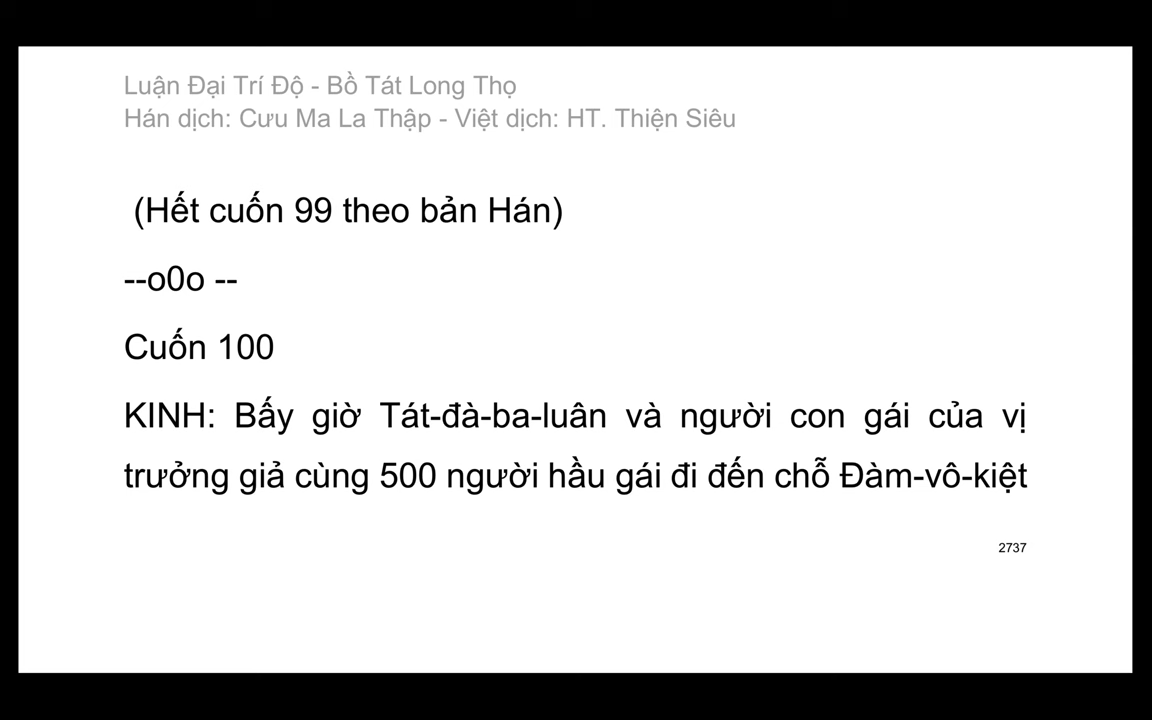 Luận Đại Trí Độ - Bồ Tát Long Thọ
Hán dịch: Cưu Ma La Thập - Việt dịch: HT. Thiện Siêu
(Hết cuốn 99 theo bản Hán)
--o0o --
Cuốn 100
KINH: Bấy giờ Tát-đà-ba-luân và người con gái của vị
trưởng giả cùng 500 người hầu gái đi đến chỗ Đàm-vô-kiệt
2737